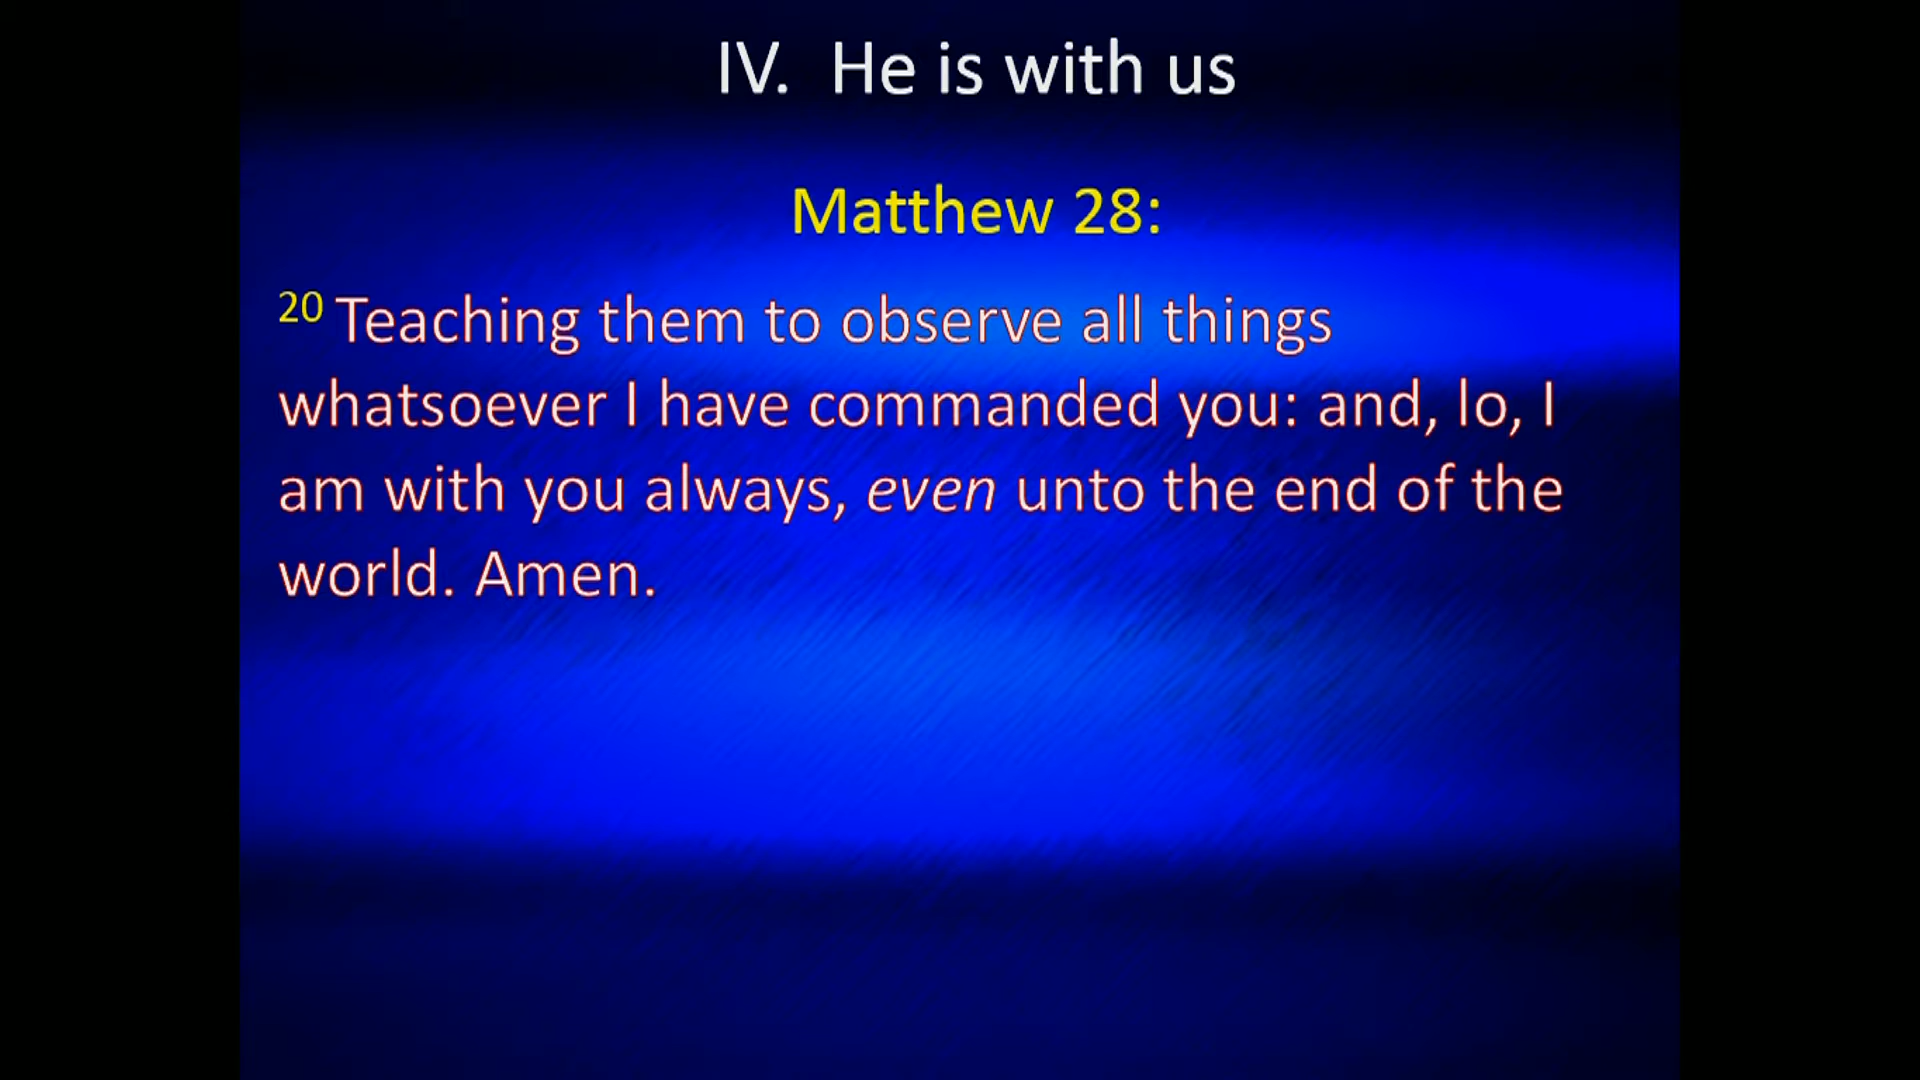 IV.  He is with us
Matthew 28:
20 Teaching them to observe all things
whatsoever I have commanded you: and, lo, I
am with you always, even unto the end of the
world. Amen.